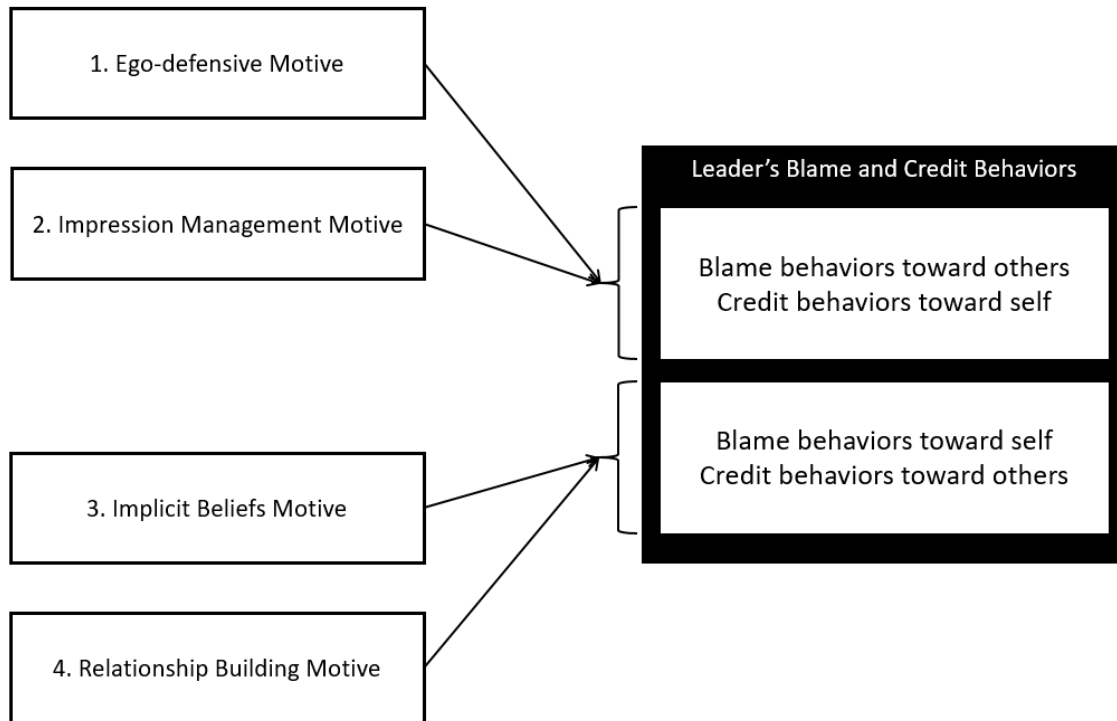 1. Ego-defensive Motive
2. Impression Management Motive
3. Implicit Beliefs Motive
4. Relationship Building Motive
Leader’s Blame and Credit Behaviors
Blame behaviors toward others
Credit behaviors toward self
Blame behaviors toward self
Credit behaviors toward others